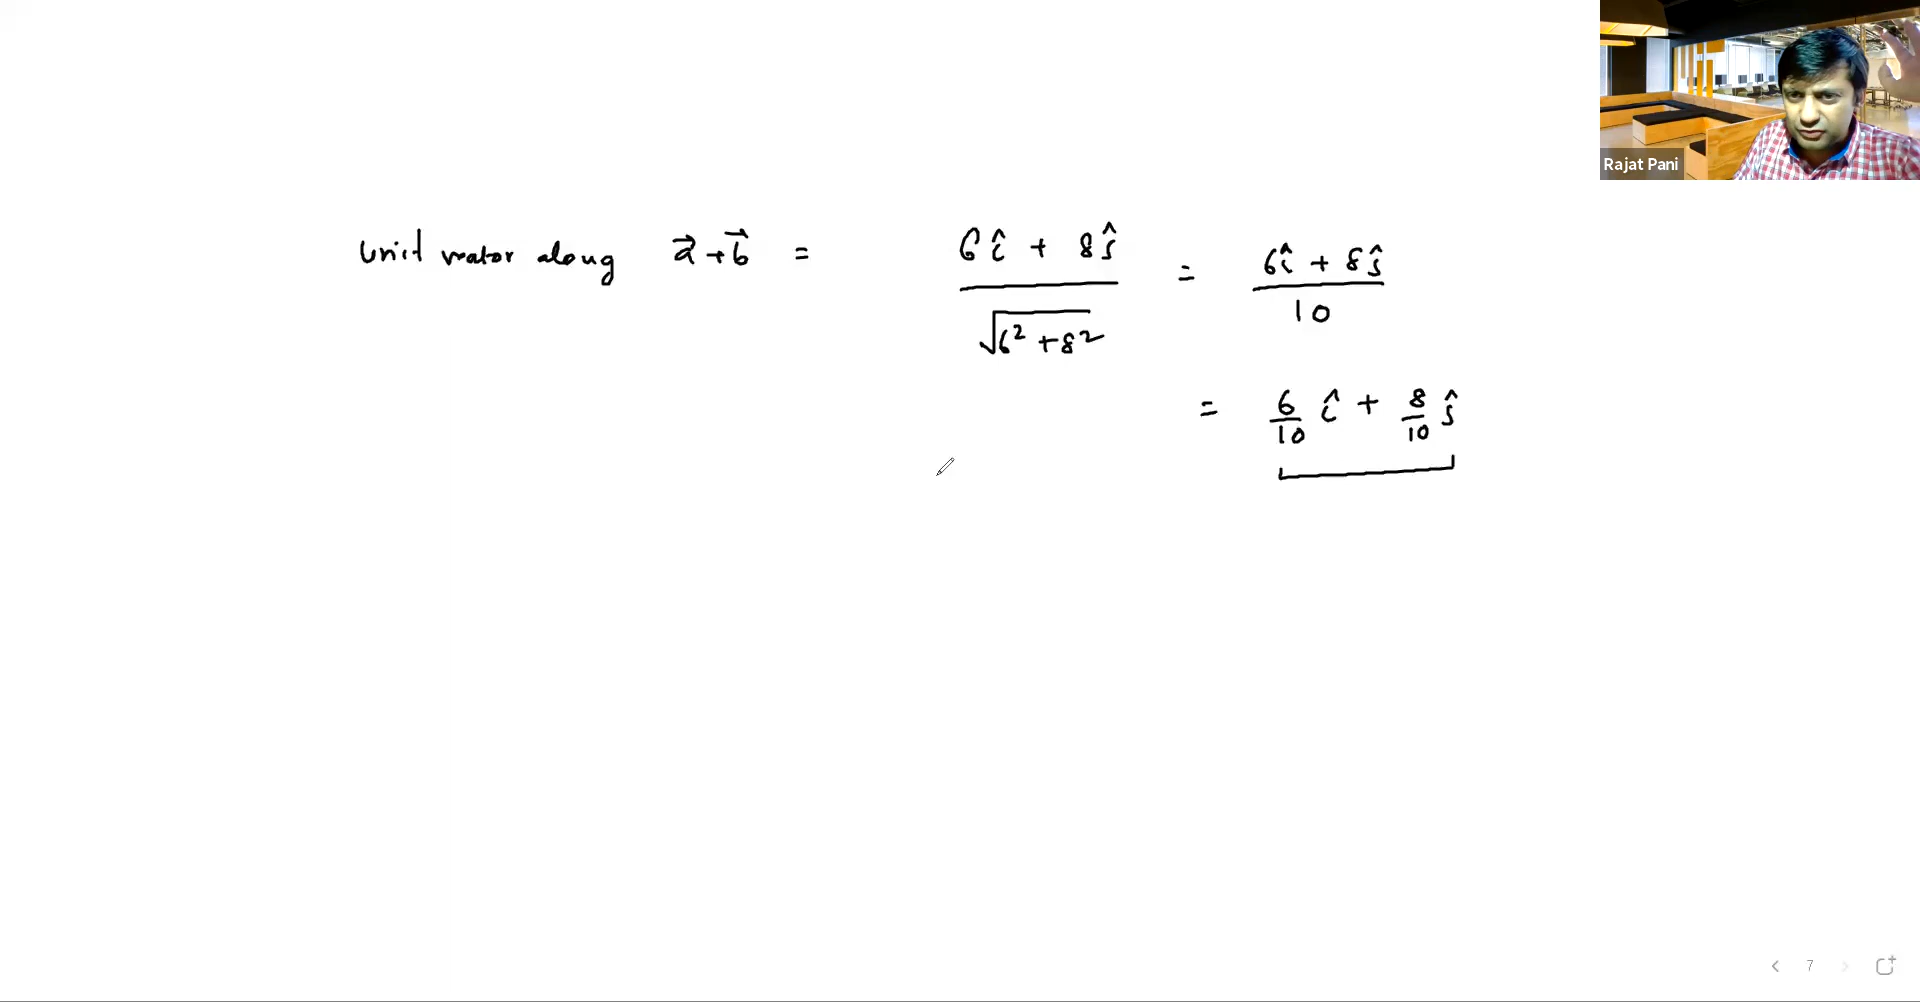 Rajat Pani
unit vector along a⃗ + b⃗ = (6î + 8ĵ) / √(6² + 8²) = (6î + 8ĵ) / 10
= 6/10 î + 8/10 ĵ
7